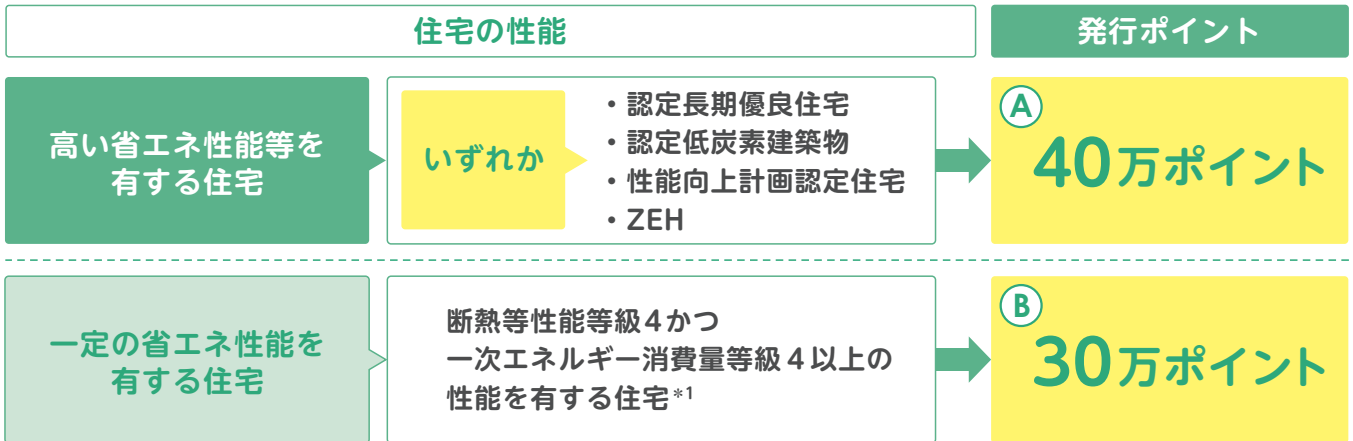 住宅の性能
発行ポイント
高い省エネ性能等を
有する住宅
いずれか
・認定長期優良住宅
・認定低炭素建築物
・性能向上計画認定住宅
・ZEH
A
40万ポイント
一定の省エネ性能を
有する住宅
断熱等性能等級4かつ
一次エネルギー消費量等級4以上の
性能を有する住宅*1
B
30万ポイント